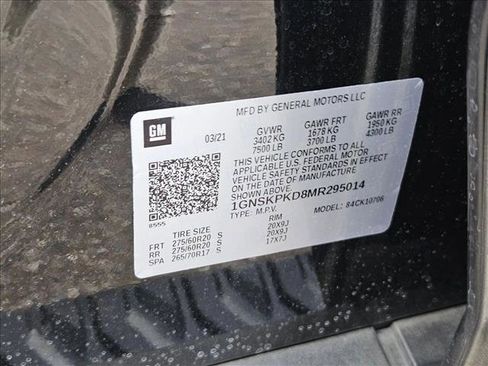 MFD BY GENERAL MOTORS LLC
GM
03/21 GVWR GAWR FRT GAWR RR
3402 KG 1678 KG 1950 KG
7500 LB 3700 LB 4300 LB
THIS VEHICLE CONFORMS TO ALL
APPLICABLE U.S. FEDERAL MOTOR
VEHICLE SAFETY STANDARDS IN EFFECT
ON THE DATE OF MANUFACTURE
SHOWN ABOVE.
1GNSKPKD8MR295014
TYPE: M.P.V. MODEL: 84CK10706
8555
TIRE SIZE RIM
FRT 275/60R20 S 20X9J
RR 275/60R20 S 20X9J
SPA 265/70R17 S 17X7J